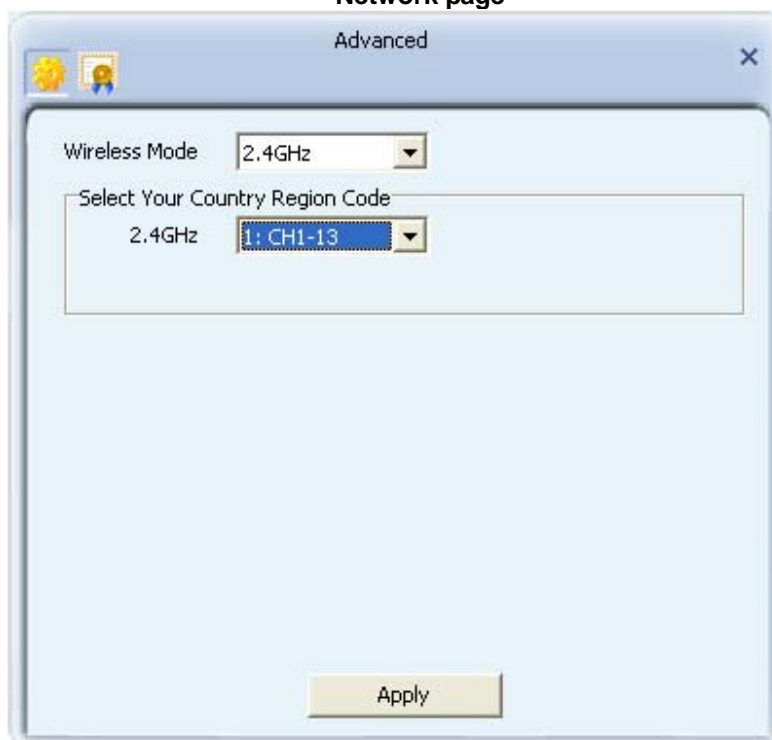 Network page
Advanced
Wireless Mode 2.4GHz
Select Your Country Region Code
2.4GHz 1: CH1-13
Apply